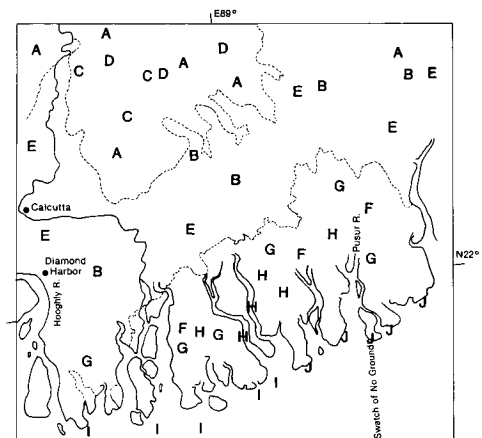 E89°
A
A
D
D
A
C
C D
A
A
B
E
E
B
C
E
E
A
B
B
G
F
Calcutta
E
E
H
Pusur R.
G
F
G
N22°
Diamond
Harbor
B
H
H
Hooghly R.
H
J
F
H
G
H
J
J
J
G
G
J
I
I
I
I
I
Swatch of No Ground